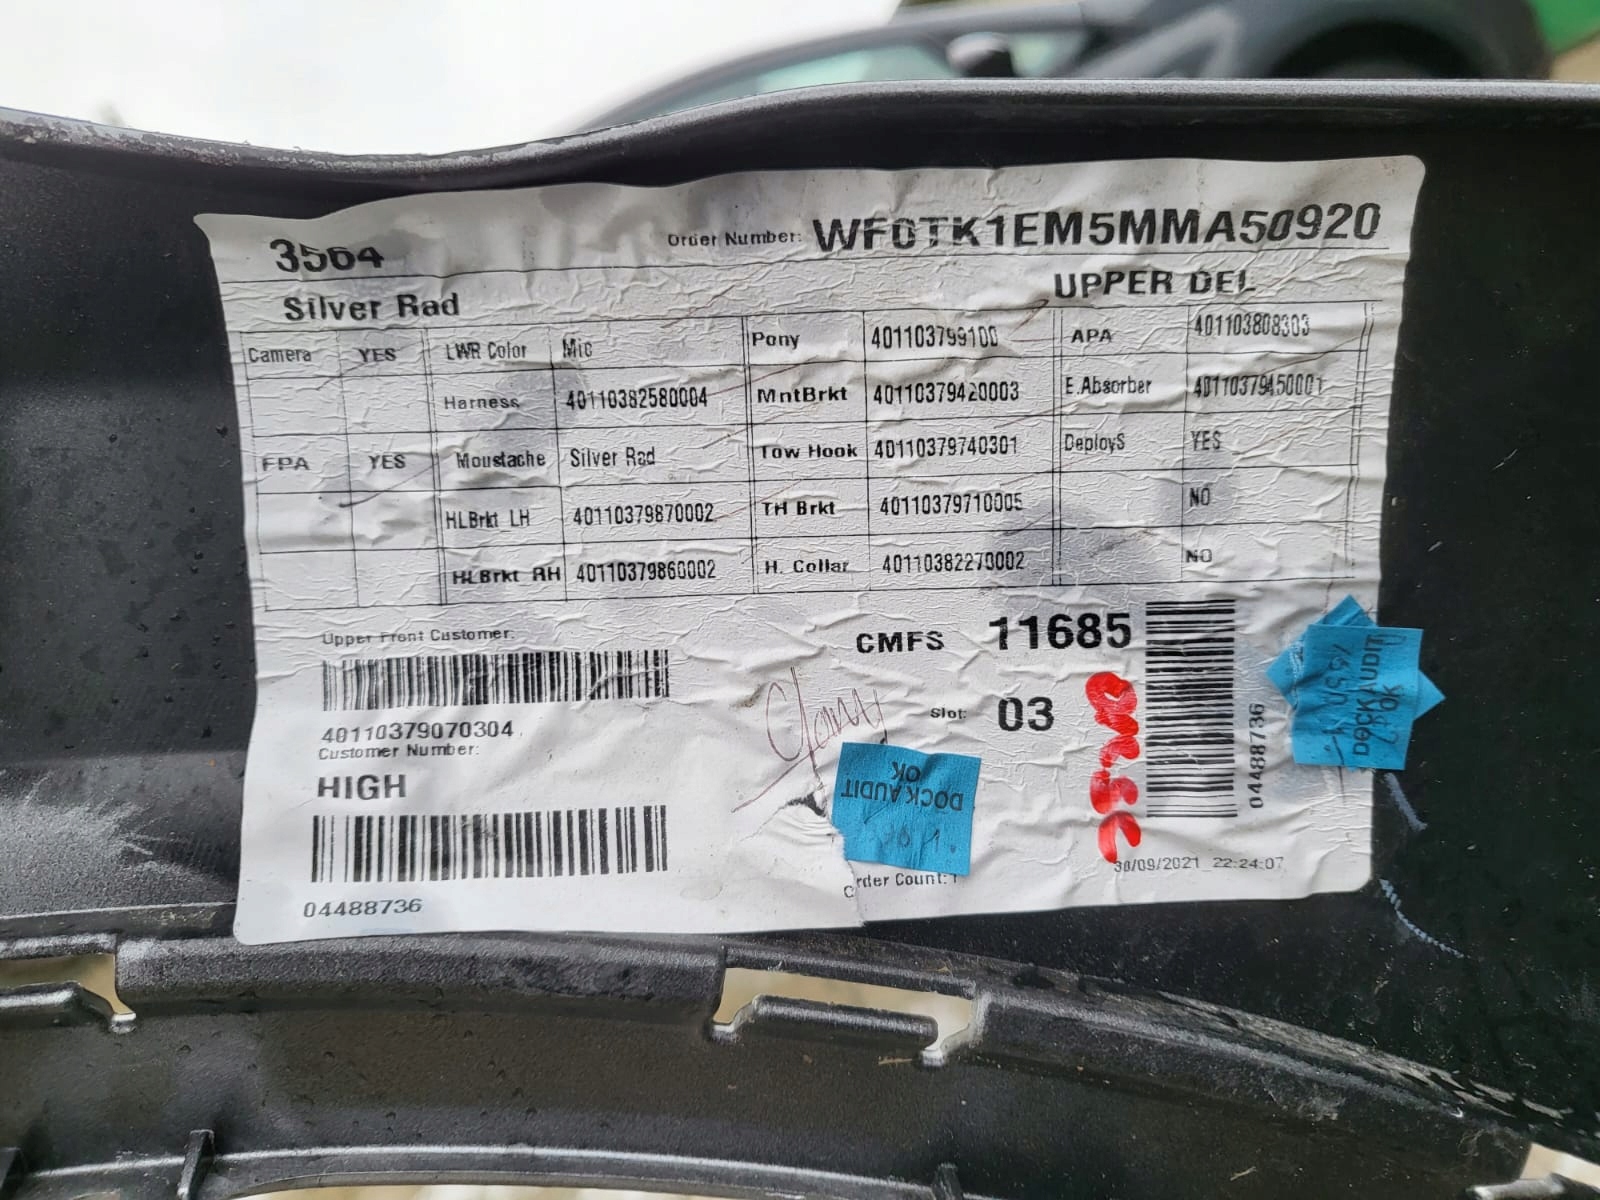 3564
Order Number: WF0TK1EM5MMA50920
Silver Rad
UPPER DEL
Camera YES LWR Color Mic Pony 401103799100 APA 401103808303
Harness 40110382580004 MntBrkt 40110379420003 E.Absorber 40110379450001
FPA YES Moustache Silver Rad Tow Hook 40110379740301 DeployS YES
HLBrkt LH 40110379870002 TH Brkt 40110379710005 NO
HLBrkt RH 40110379860002 H. Collar 40110382270002 NO
Upper Front Customer:
40110379070304
Customer Number:
HIGH
04488736
CMFS 11685
Slot: 03
04488736
DOCK AUDIT
OK
DOCK AUDIT
OK
30/09/2021 22:24:07
Order Count: 1